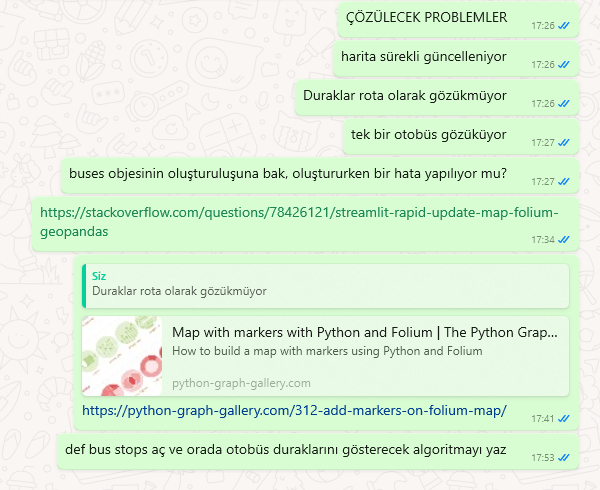 ÇÖZÜLECEK PROBLEMLER
17:26
harita sürekli güncelleniyor
17:26
Duraklar rota olarak gözükmüyor
17:26
tek bir otobüs gözüküyor
17:27
buses objesinin oluşturuluşuna bak, oluştururken bir hata yapılıyor mu?
17:27
https://stackoverflow.com/questions/78426121/streamlit-rapid-update-map-folium-
geopandas
17:34
Siz
Duraklar rota olarak gözükmüyor
Map with markers with Python and Folium | The Python Grap...
How to build a map with markers using Python and Folium
python-graph-gallery.com
https://python-graph-gallery.com/312-add-markers-on-folium-map/
17:41
def bus stops aç ve orada otobüs duraklarını gösterecek algoritmayı yaz
17:53